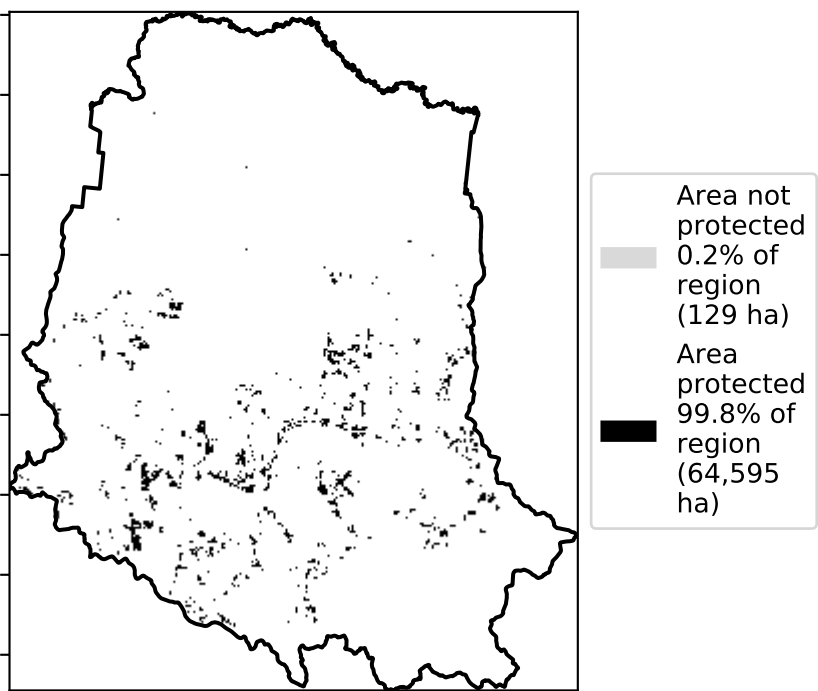 Area not
protected
0.2% of
region
(129 ha)
Area
protected
99.8% of
region
(64,595
ha)